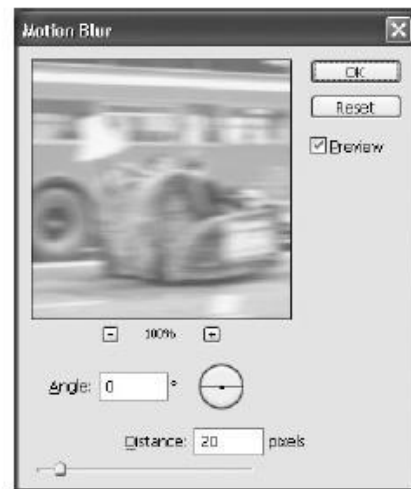 Motion Blur
OK
Reset
Preview
100%
Angle: 0 °
Distance: 20 pixels